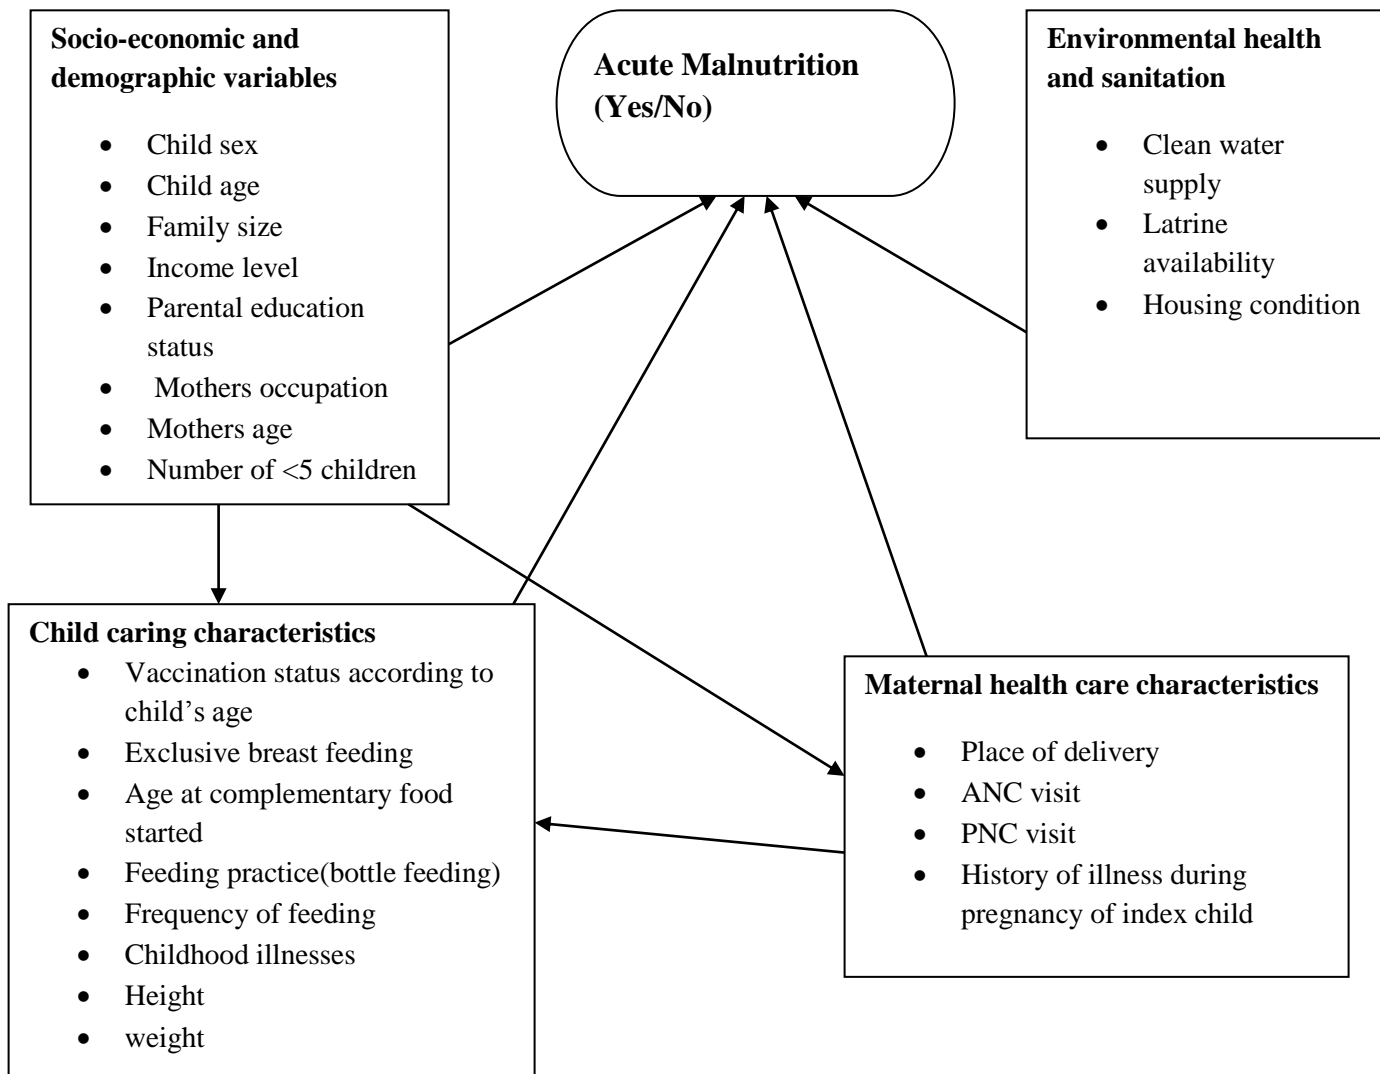 Socio-economic and
demographic variables
• Child sex
• Child age
• Family size
• Income level
• Parental education
status
• Mothers occupation
• Mothers age
• Number of <5 children
Acute Malnutrition
(Yes/No)
Environmental health
and sanitation
• Clean water
supply
• Latrine
availability
• Housing condition
Child caring characteristics
• Vaccination status according to
child’s age
• Exclusive breast feeding
• Age at complementary food
started
• Feeding practice(bottle feeding)
• Frequency of feeding
• Childhood illnesses
• Height
• weight
Maternal health care characteristics
• Place of delivery
• ANC visit
• PNC visit
• History of illness during
pregnancy of index child